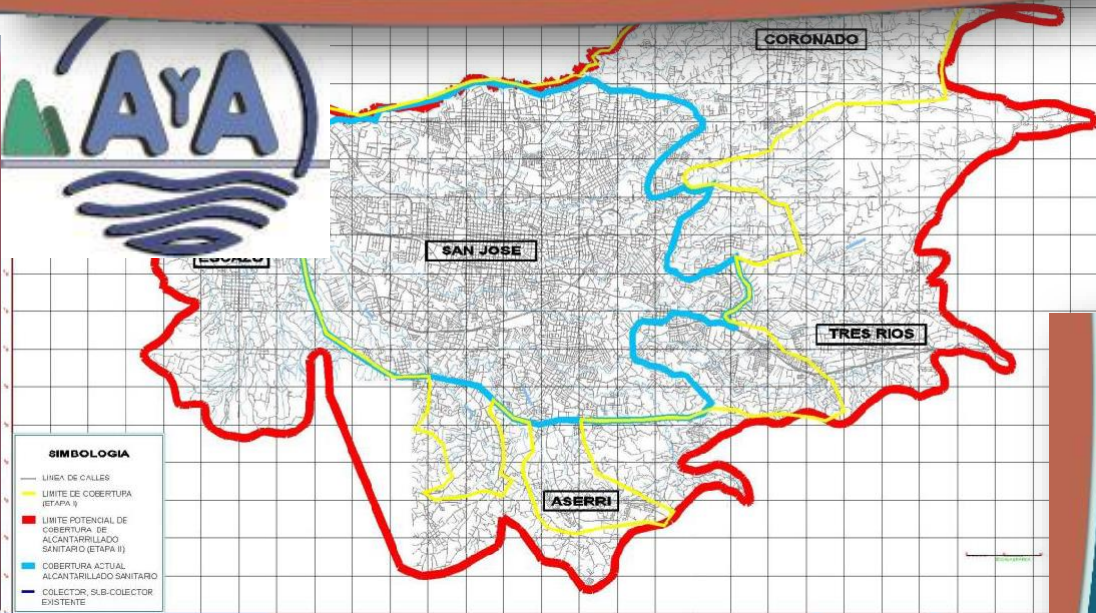 AYA
CORONADO
SAN JOSE
TRES RIOS
ASERRI
SIMBOLOGIA
LINEA DE CALLES
LIMITE DE COBERTURA
(ETAPA I)
LIMITE POTENCIAL DE
COBERTURA DE
ALCANTARRILLADO
SANITARIO (ETAPA II)
COBERTURA ACTUAL
ALCANTARILLADO SANITARIO
COLECTOR, SUB-COLECTOR
EXISTENTE